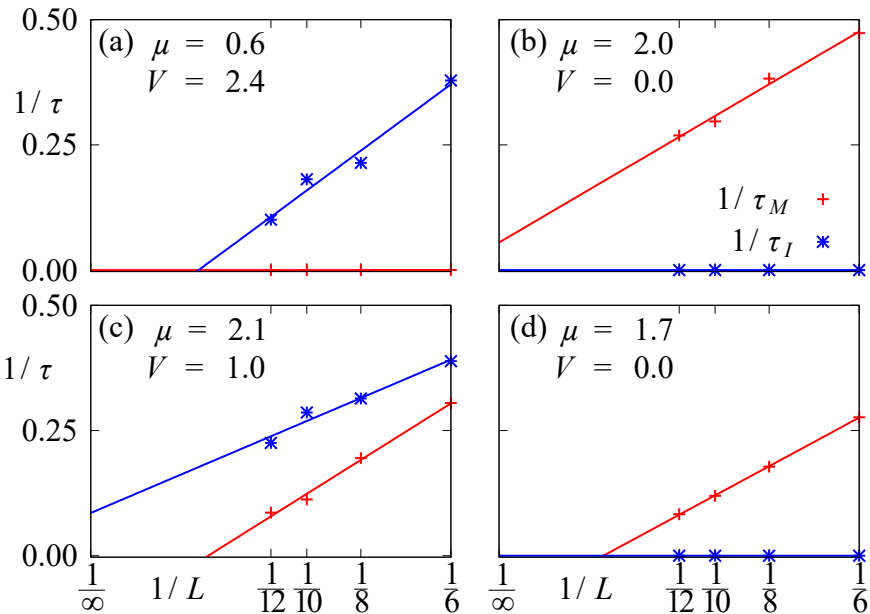 0.50 (a) μ = 0.6 (b) μ = 2.0
V = 2.4 V = 0.0
1/ τ
0.25
1/ τ_M
1/ τ_I
0.00
0.50 (c) μ = 2.1 (d) μ = 1.7
1/ τ V = 1.0 V = 0.0
0.25
0.00
1/∞ 1/ L 1/12 1/10 1/8 1/6 1/∞ 1/ L 1/12 1/10 1/8 1/6